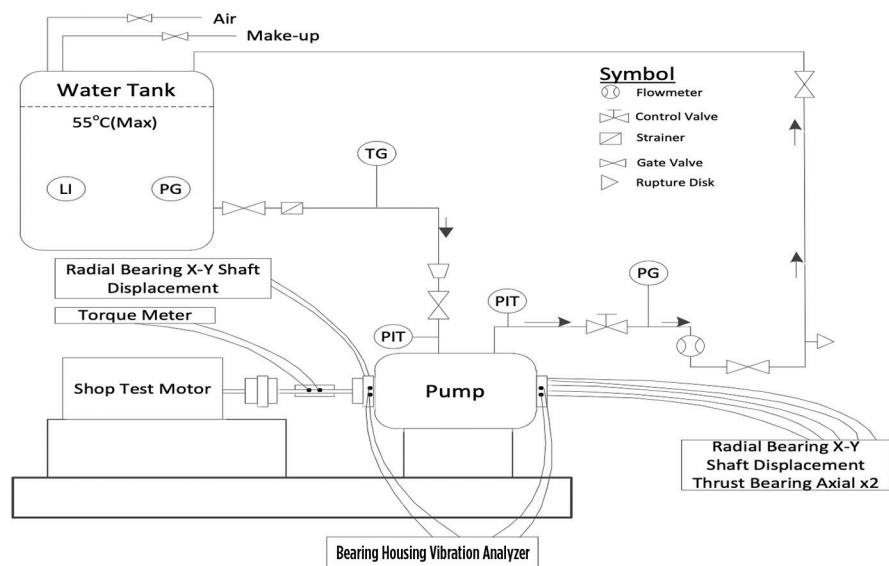 Air
Make-up
Water Tank
55°C(Max)
LI
PG
TG
Symbol
Flowmeter
Control Valve
Strainer
Gate Valve
Rupture Disk
Radial Bearing X-Y Shaft
Displacement
Torque Meter
PIT
PIT
PG
Shop Test Motor
Pump
Radial Bearing X-Y
Shaft Displacement
Thrust Bearing Axial x2
Bearing Housing Vibration Analyzer